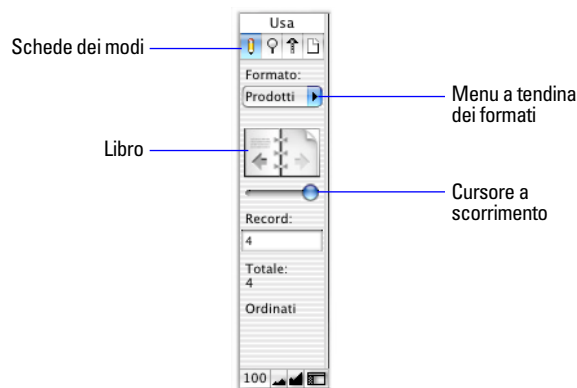 Usa
Schede dei modi
Formato:
Prodotti
Menu a tendina
dei formati
Libro
Cursore a
scorrimento
Record:
4
Totale:
4
Ordinati
100